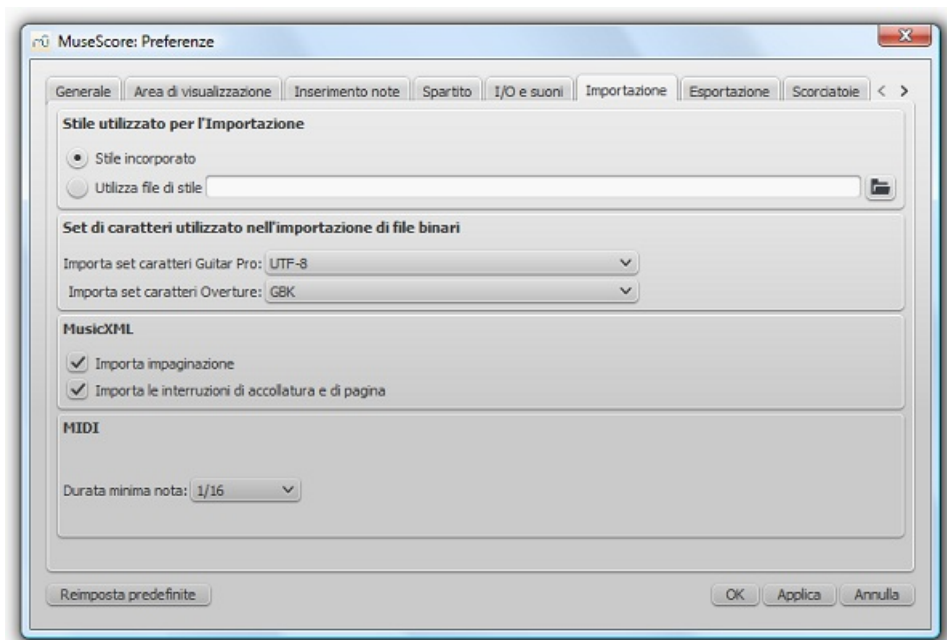 MuseScore: Preferenze
Generale Area di visualizzazione Inserimento note Spartito I/O e suoni Importazione Esportazione Scorciatoie
Stile utilizzato per l'Importazione
Stile incorporato
Utilizza file di stile
Set di caratteri utilizzato nell'importazione di file binari
Importa set caratteri Guitar Pro: UTF-8
Importa set caratteri Overture: GBK
MusicXML
Importa impaginazione
Importa le interruzioni di accollatura e di pagina
MIDI
Durata minima nota: 1/16
Reimposta predefinite OK Applica Annulla